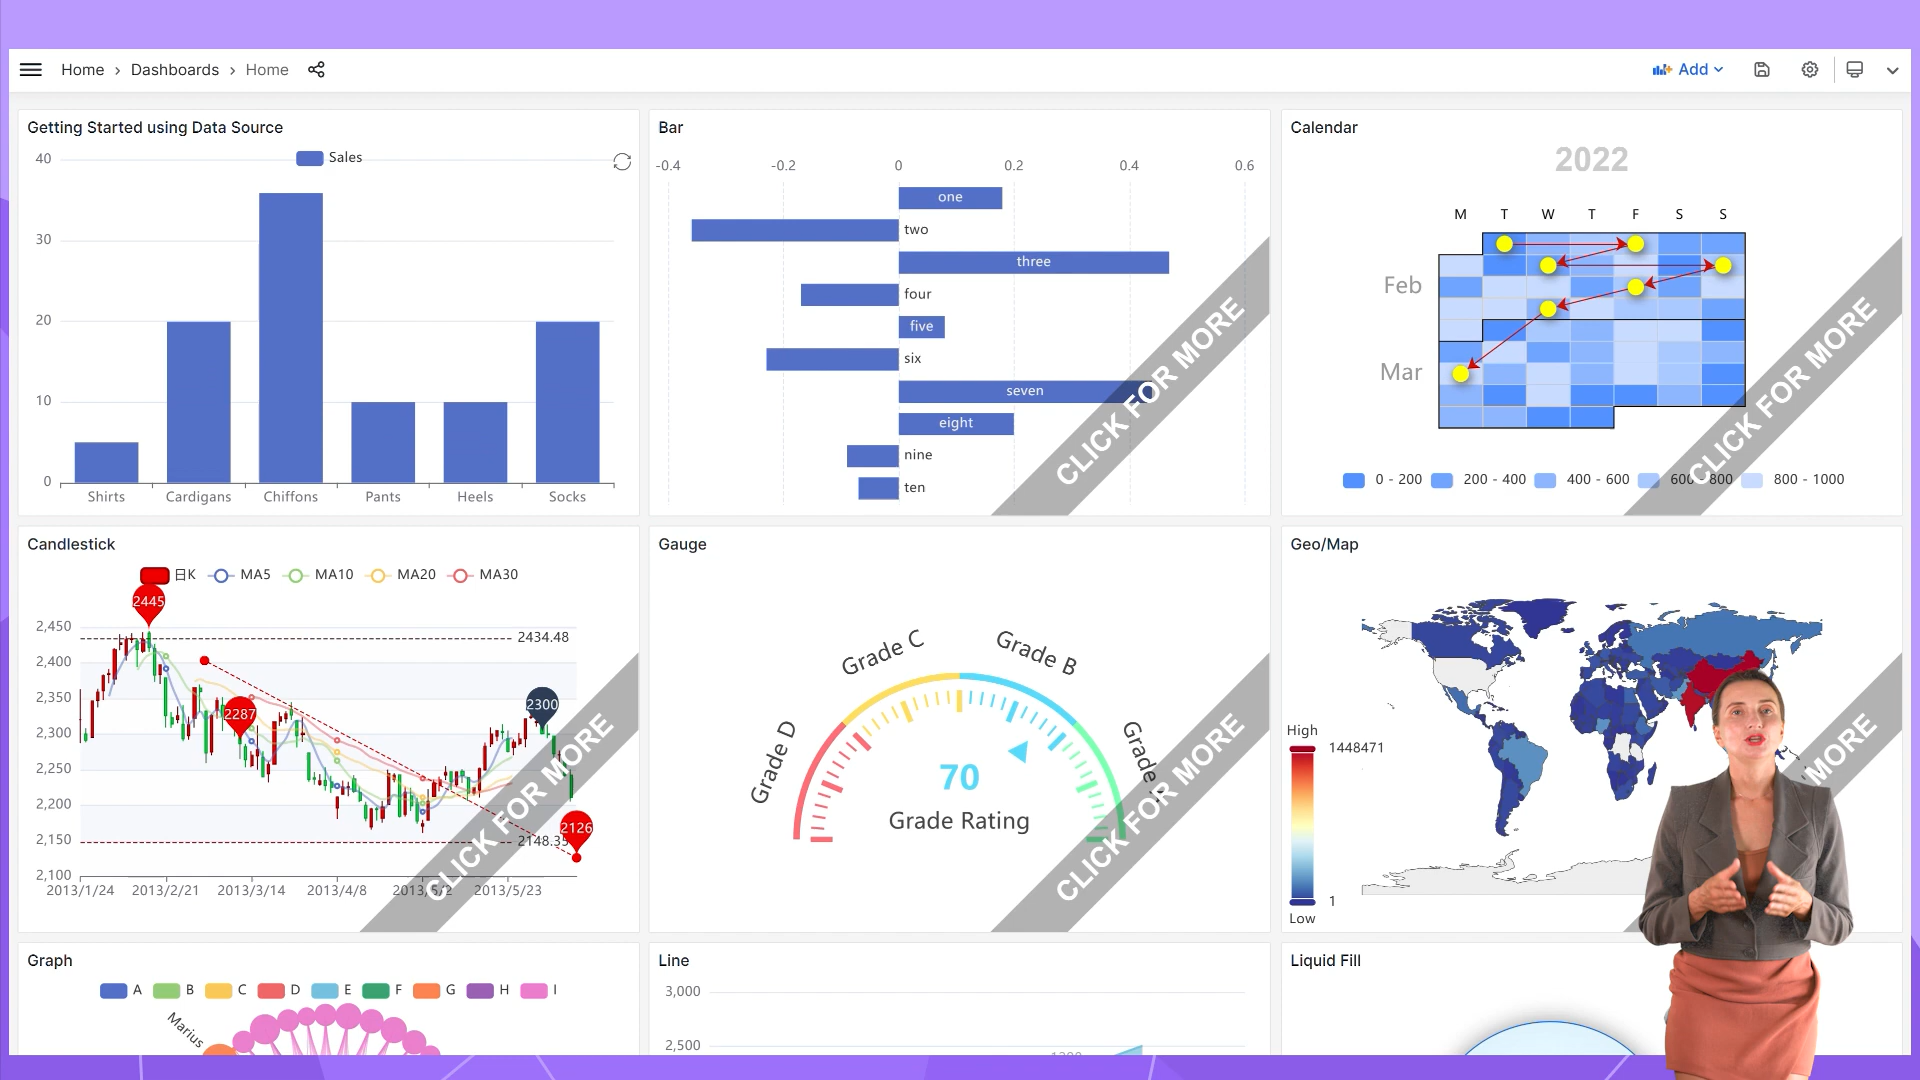 Home › Dashboards › Home
Add
Getting Started using Data Source
Sales
40
30
20
10
0
Shirts Cardigans Chiffons Pants Heels Socks
Bar
-0.4 -0.2 0 0.2 0.4 0.6
one
two
three
four
five
six
seven
eight
nine
ten
CLICK FOR MORE
Calendar
2022
M T W T F S S
Feb
Mar
0 - 200 200 - 400 400 - 600 600 - 800 800 - 1000
CLICK FOR MORE
Candlestick
日K MA5 MA10 MA20 MA30
2445
2434.48
2287
2300
2126
2148.35
2,450
2,400
2,350
2,300
2,250
2,200
2,150
2,100
2013/1/24 2013/2/21 2013/3/14 2013/4/8 2013/5/2 2013/5/23
CLICK FOR MORE
Gauge
Grade D
Grade C
Grade B
Grade
70
Grade Rating
CLICK FOR MORE
Geo/Map
High
1448471
1
Low
MORE
Graph
A B C D E F G H I
Marius
Line
3,000
2,500
Liquid Fill